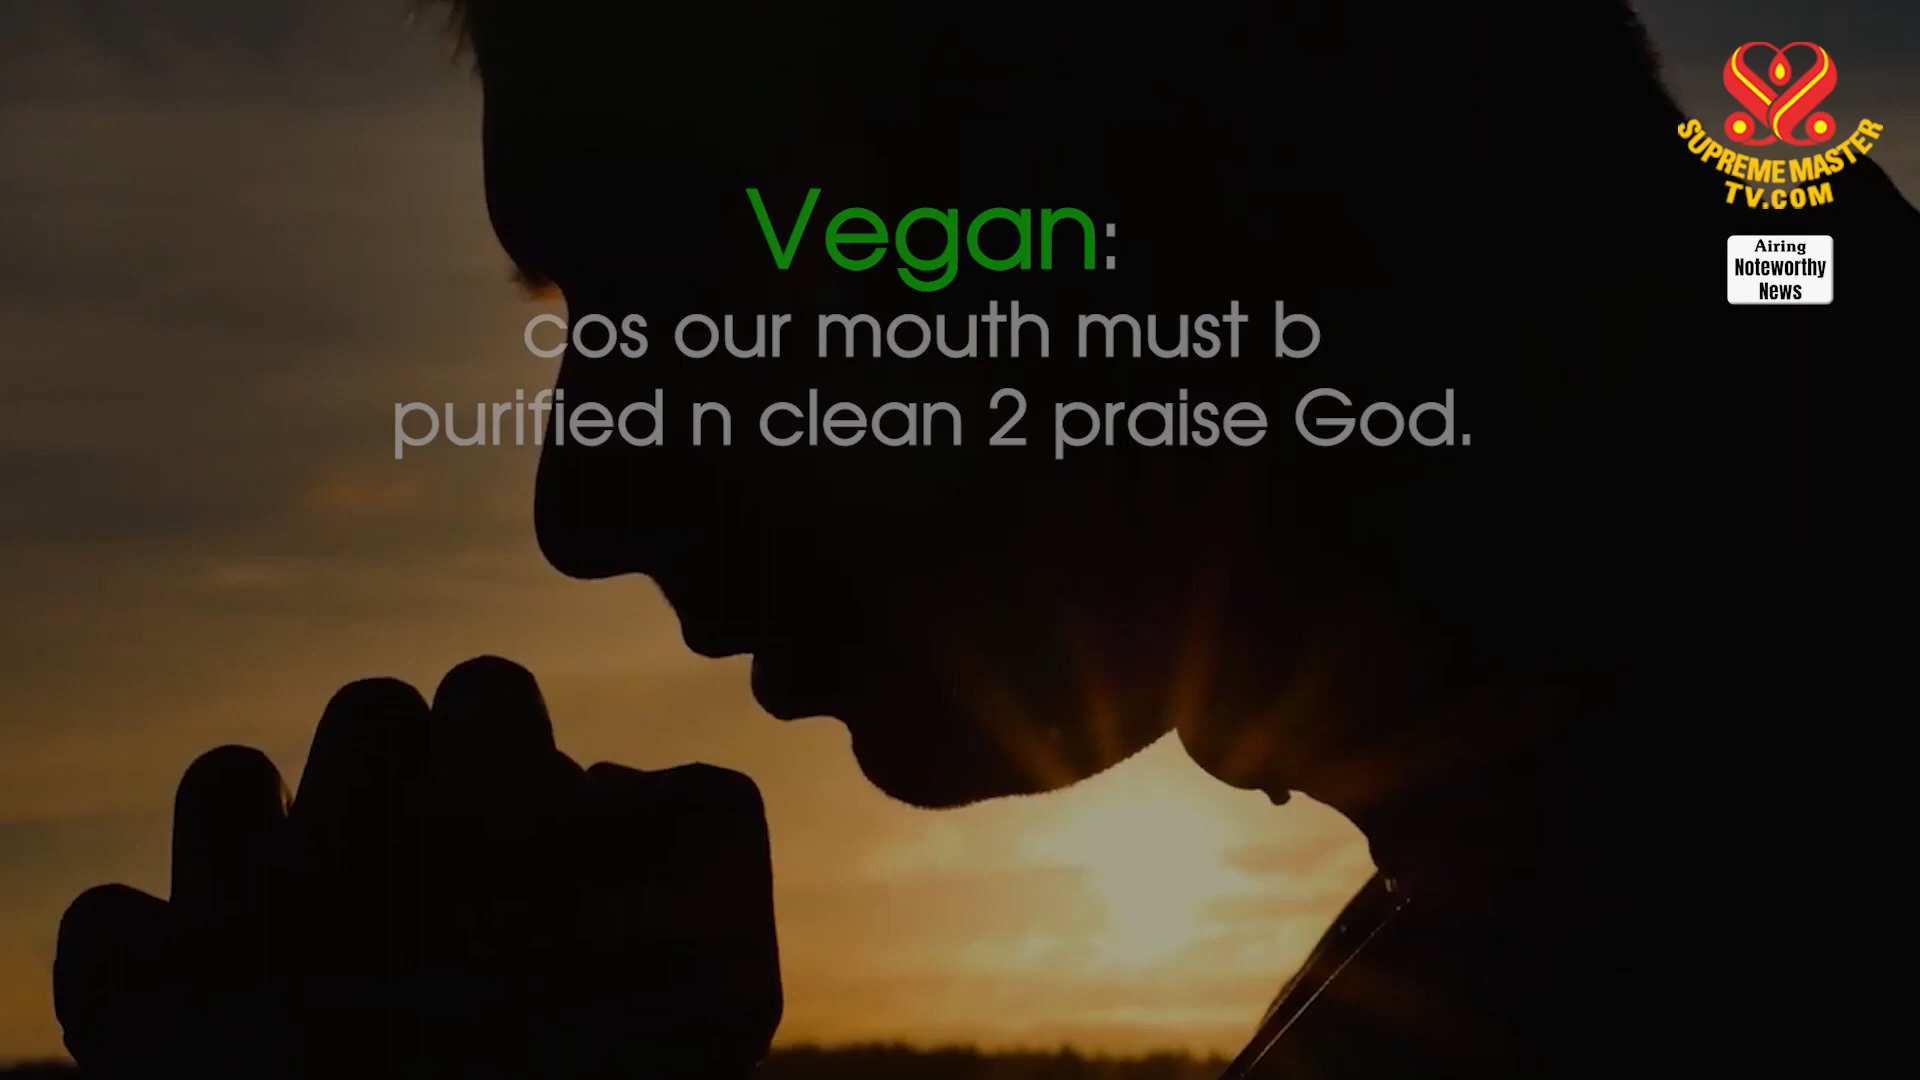 Vegan:
cos our mouth must b
purified n clean 2 praise God.
SUPREME MASTER
TV.COM
Airing
Noteworthy
News